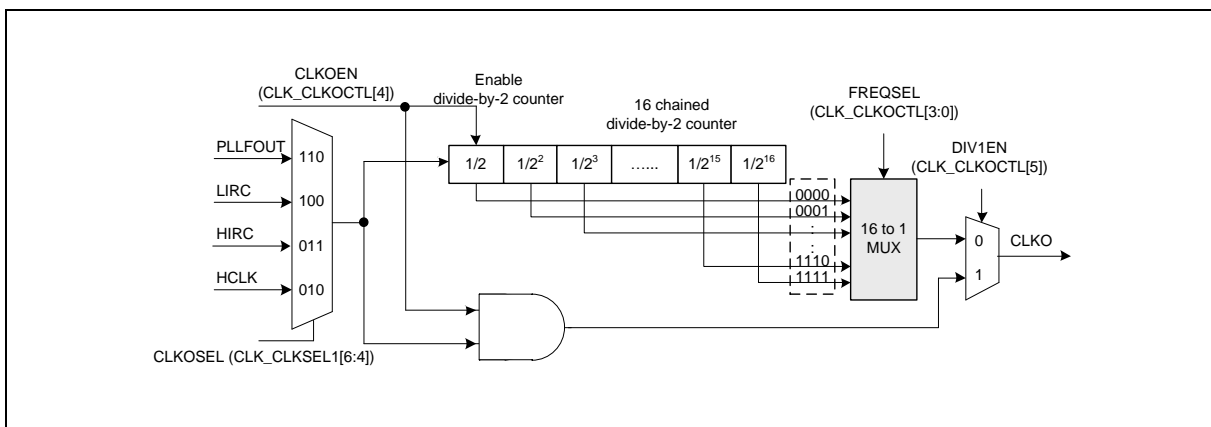 CLKOEN
(CLK_CLKOCTL[4])
Enable
divide-by-2 counter
16 chained
divide-by-2 counter
FREQSEL
(CLK_CLKOCTL[3:0])
DIV1EN
(CLK_CLKOCTL[5])
PLLFOUT
110
LIRC
100
HIRC
011
HCLK
010
CLKOSEL (CLK_CLKSEL1[6:4])
1/2
1/2²
1/2³
…...
1/2¹⁵
1/2¹⁶
0000
0001
:
:
1110
1111
16 to 1
MUX
0
1
CLKO